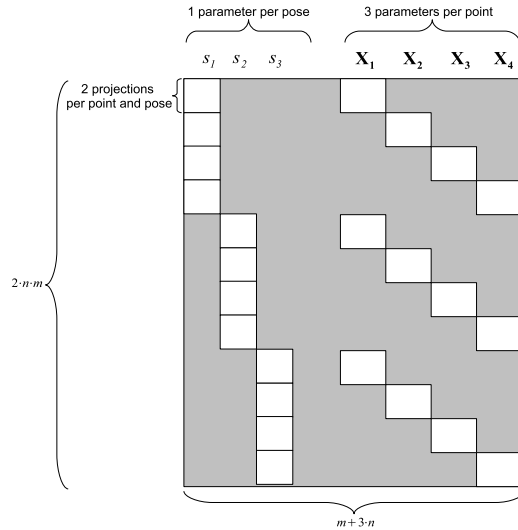 1 parameter per pose
3 parameters per point
s1 s2 s3 X1 X2 X3 X4
2 projections
per point and pose
2·n·m
m+3·n